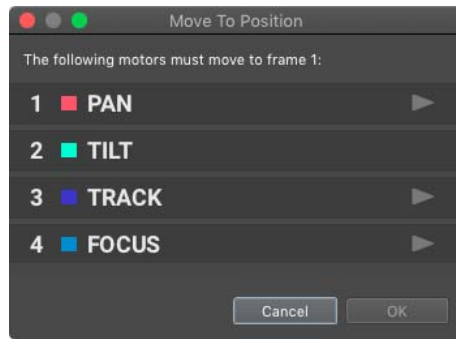 Move To Position
The following motors must move to frame 1:
1 PAN
2 TILT
3 TRACK
4 FOCUS
Cancel OK